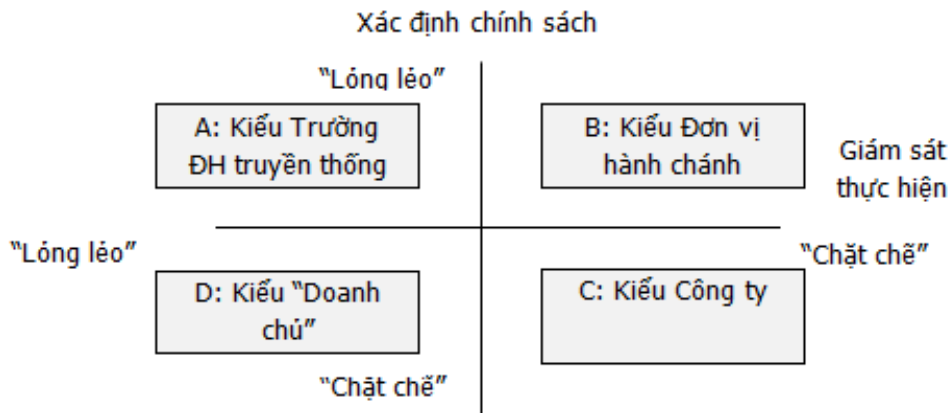 Xác định chính sách
“Lỏng lẻo”
A: Kiểu Trường
ĐH truyền thống
B: Kiểu Đơn vị
hành chánh
Giám sát
thực hiện
“Lỏng lẻo”
“Chặt chẽ”
D: Kiểu “Doanh
chủ”
C: Kiểu Công ty
“Chặt chẽ”